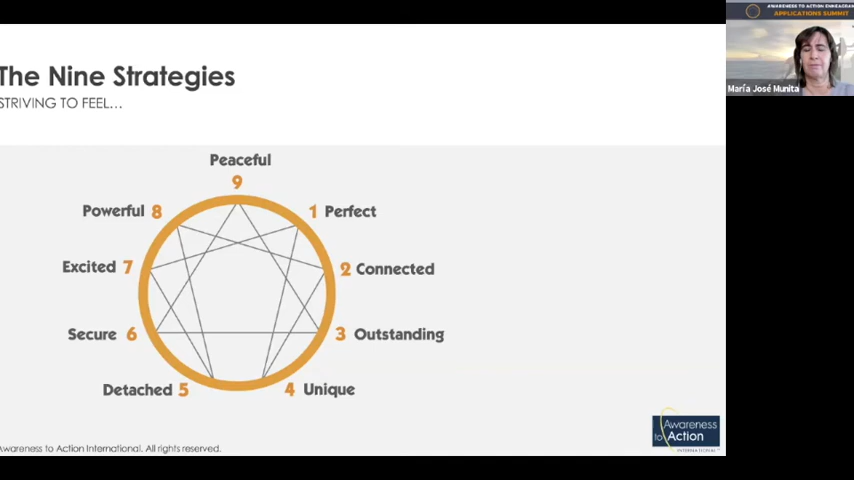 The Nine Strategies
STRIVING TO FEEL...
Peaceful
9
Powerful 8
1 Perfect
Excited 7
2 Connected
Secure 6
3 Outstanding
Detached 5
4 Unique
Awareness
to Action
INTERNATIONAL
Awareness to Action International. All rights reserved.
AWARENESS TO ACTION ENNEAGRAM
APPLICATIONS SUMMIT
María José Munita